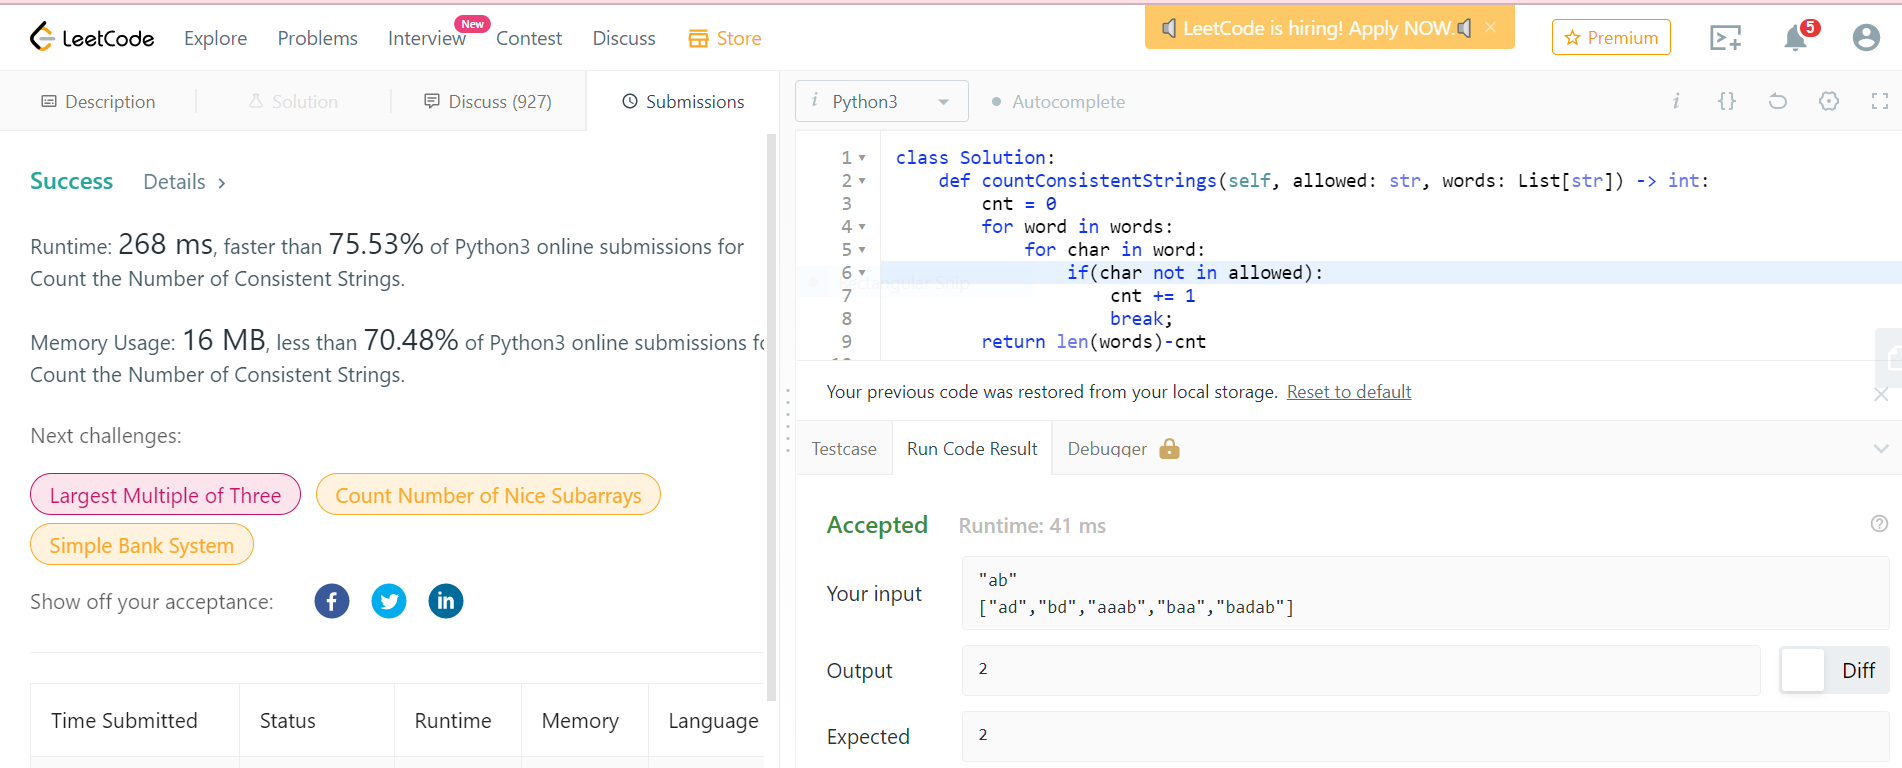 LeetCode
Explore
Problems
Interview
New
Contest
Discuss
Store
LeetCode is hiring! Apply NOW.
Premium
5
Description
Solution
Discuss (927)
Submissions
Success
Details
Runtime: 268 ms, faster than 75.53% of Python3 online submissions for
Count the Number of Consistent Strings.
Memory Usage: 16 MB, less than 70.48% of Python3 online submissions fo
Count the Number of Consistent Strings.
Next challenges:
Largest Multiple of Three
Count Number of Nice Subarrays
Simple Bank System
Show off your acceptance:
Time Submitted
Status
Runtime
Memory
Language
i Python3
Autocomplete
1 class Solution:
2 def countConsistentStrings(self, allowed: str, words: List[str]) -> int:
3 cnt = 0
4 for word in words:
5 for char in word:
6 if(char not in allowed):
Rectangular Snip
7 cnt += 1
8 break;
9 return len(words)-cnt
Your previous code was restored from your local storage. Reset to default
Testcase
Run Code Result
Debugger
Accepted
Runtime: 41 ms
Your input
"ab"
["ad","bd","aaab","baa","badab"]
Output
2
Diff
Expected
2